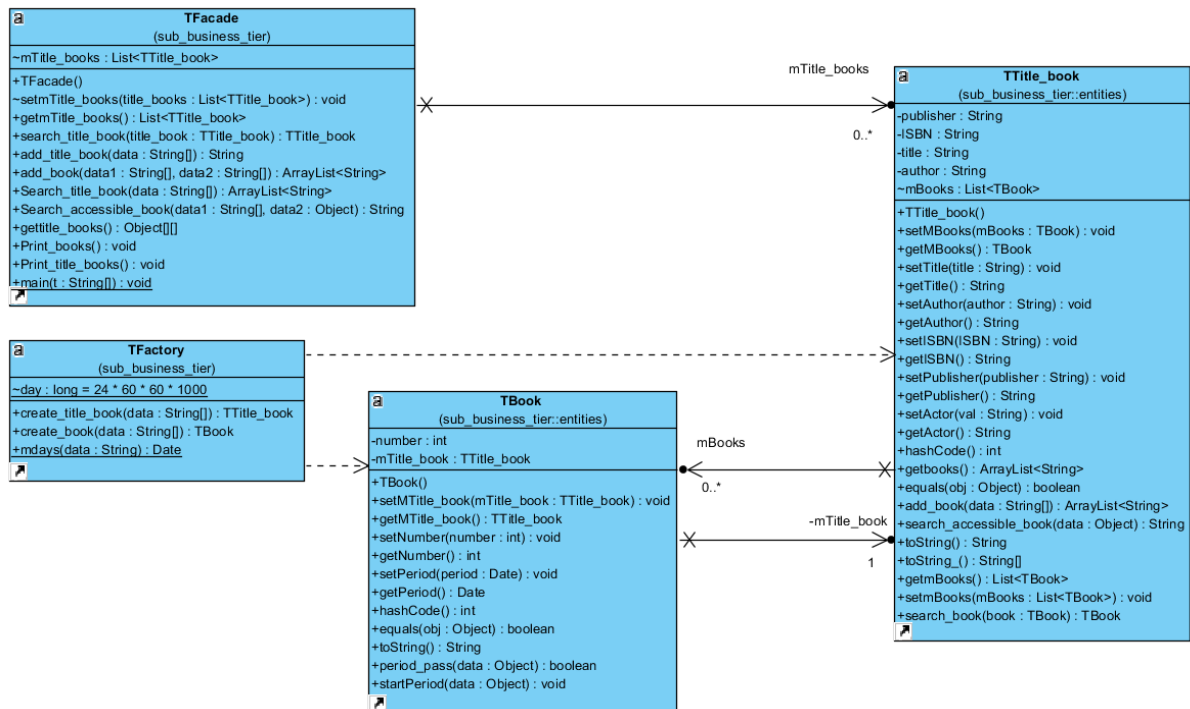 a
TFacade
(sub_business_tier)
~mTitle_books : List<TTitle_book>
+TFacade()
~setmTitle_books(title_books : List<TTitle_book>) : void
+getmTitle_books() : List<TTitle_book>
+search_title_book(title_book : TTitle_book) : TTitle_book
+add_title_book(data : String[]) : String
+add_book(data1 : String[], data2 : String[]) : ArrayList<String>
+Search_title_book(data : String[]) : ArrayList<String>
+Search_accessible_book(data1 : String[], data2 : Object) : String
+gettitle_books() : Object[][]
+Print_books() : void
+Print_title_books() : void
+main(t : String[]) : void
mTitle_books
0..*
a
TTitle_book
(sub_business_tier::entities)
-publisher : String
-ISBN : String
-title : String
-author : String
~mBooks : List<TBook>
+TTitle_book()
+setMBooks(mBooks : TBook) : void
+getMBooks() : TBook
+setTitle(title : String) : void
+getTitle() : String
+setAuthor(author : String) : void
+getAuthor() : String
+setISBN(ISBN : String) : void
+getISBN() : String
+setPublisher(publisher : String) : void
+getPublisher() : String
+setActor(val : String) : void
+getActor() : String
+hashCode() : int
+getbooks() : ArrayList<String>
+equals(obj : Object) : boolean
+add_book(data : String[]) : ArrayList<String>
+search_accessible_book(data : Object) : String
+toString() : String
+toString_() : String[]
+getmBooks() : List<TBook>
+setmBooks(mBooks : List<TBook>) : void
+search_book(book : TBook) : TBook
a
TFactory
(sub_business_tier)
~day : long = 24 * 60 * 60 * 1000
+create_title_book(data : String[]) : TTitle_book
+create_book(data : String[]) : TBook
+mdays(data : String) : Date
a
TBook
(sub_business_tier::entities)
-number : int
-mTitle_book : TTitle_book
+TBook()
+setMTitle_book(mTitle_book : TTitle_book) : void
+getMTitle_book() : TTitle_book
+setNumber(number : int) : void
+getNumber() : int
+setPeriod(period : Date) : void
+getPeriod() : Date
+hashCode() : int
+equals(obj : Object) : boolean
+toString() : String
+period_pass(data : Object) : boolean
+startPeriod(data : Object) : void
mBooks
0..*
-mTitle_book
1